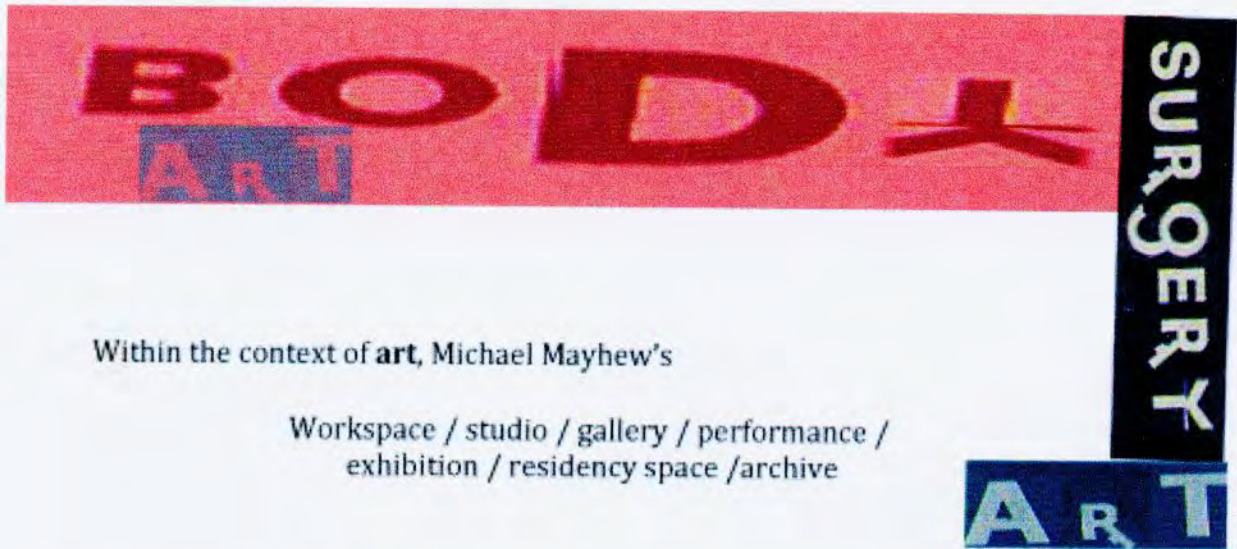 BODY
ArT
SURgERY
Within the context of art, Michael Mayhew's
Workspace / studio / gallery / performance /
exhibition / residency space /archive
ArT